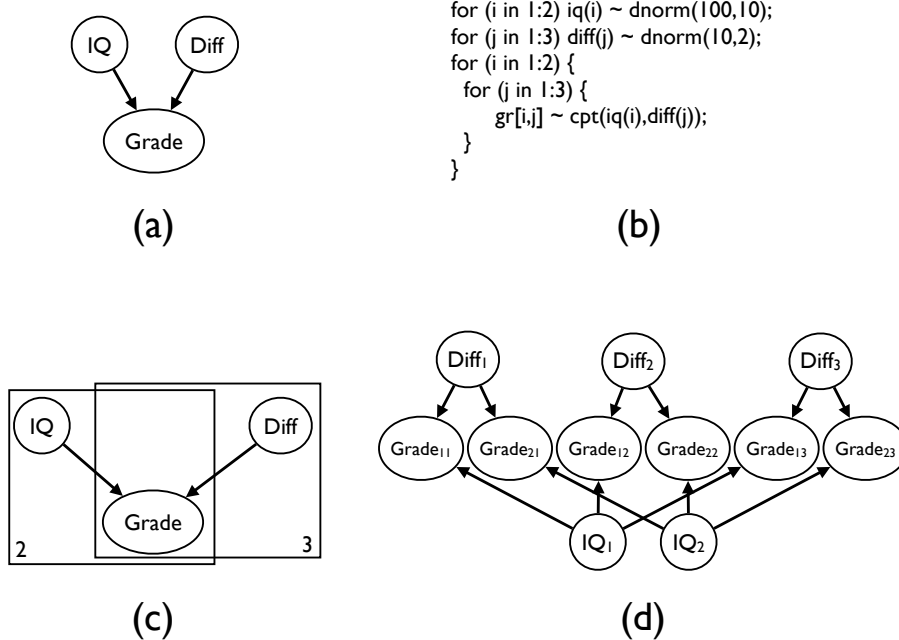 IQ
Diff
Grade
(a)
for (i in 1:2) iq(i) ~ dnorm(100,10);
for (j in 1:3) diff(j) ~ dnorm(10,2);
for (i in 1:2) {
for (j in 1:3) {
gr[i,j] ~ cpt(iq(i),diff(j));
}
}
(b)
IQ
Diff
Grade
2
3
(c)
Diff₁
Diff₂
Diff₃
Grade₁₁
Grade₂₁
Grade₁₂
Grade₂₂
Grade₁₃
Grade₂₃
IQ₁
IQ₂
(d)